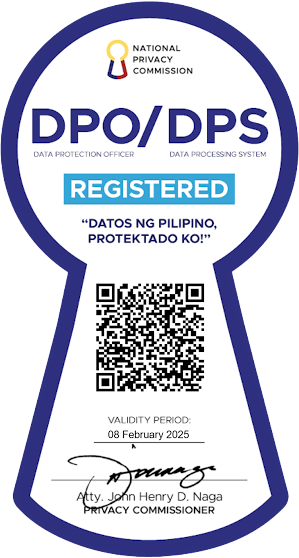 NATIONAL
PRIVACY
COMMISSION
DPO/DPS
DATA PROTECTION OFFICER DATA PROCESSING SYSTEM
REGISTERED
“DATOS NG PILIPINO,
PROTEKTADO KO!”
VALIDITY PERIOD:
08 February 2025
Atty. John Henry D. Naga
PRIVACY COMMISSIONER